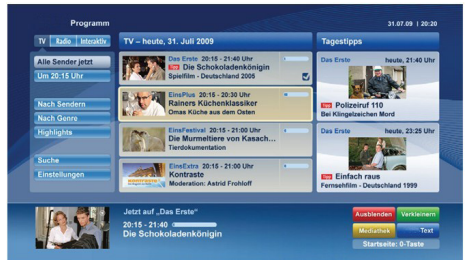 Programm
31.07.09 | 20:20
TV Radio Interaktiv
Alle Sender jetzt
Um 20:15 Uhr
Nach Sendern
Nach Genre
Highlights
Suche
Einstellungen
TV – heute, 31. Juli 2009
Das Erste 20:15 - 21:40 Uhr
Tipp Die Schokoladenkönigin
Spielfilm - Deutschland 2005
EinsPlus 20:15 - 20:30 Uhr
Rainers Küchenklassiker
Omas Küche aus dem Osten
EinsFestival 20:15 - 21:00 Uhr
Die Murmeltiere von Kasach...
Tierdokumentation
EinsExtra 20:15 - 21:00 Uhr
Kontraste
Moderation: Astrid Frohloff
Tagestipps
Das Erste heute, 21:40 Uhr
Tipp Polizeiruf 110
Bei Klingelzeichen Mord
Das Erste heute, 23:25 Uhr
Tipp Einfach raus
Fernsehfilm - Deutschland 1999
Jetzt auf „Das Erste“
20:15 - 21:40
Die Schokoladenkönigin
Ausblenden Verkleinern
Mediathek Text
Startseite: 0-Taste